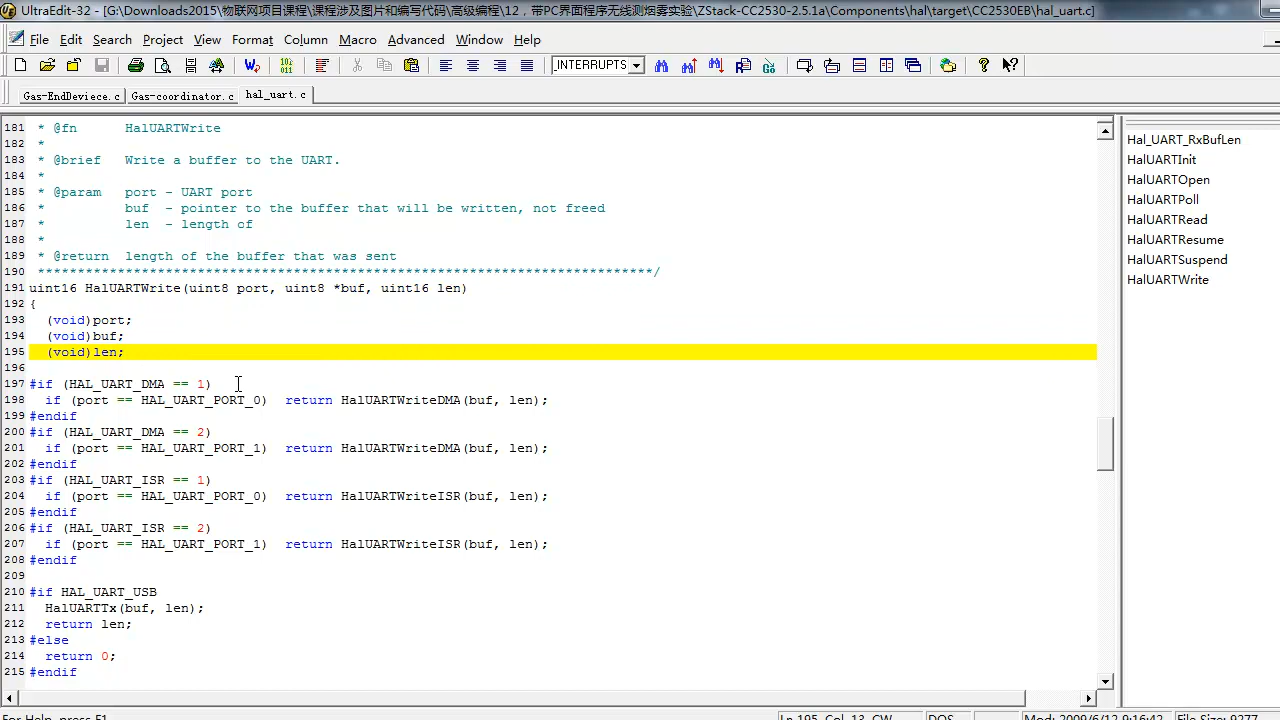 UltraEdit-32 - [G:\Downloads2015\物联网项目课程\课程涉及图片和编写代码\高级编程\12，带PC界面程序无线测烟雾实验\ZStack-CC2530-2.5.1a\Components\hal\target\CC2530EB\hal_uart.c]
File Edit Search Project View Format Column Macro Advanced Window Help
_INTERRUPTS
Gas-EndDeviece.c Gas-coordinator.c hal_uart.c
181 * @fn HalUARTWrite
182 *
183 * @brief Write a buffer to the UART.
184 *
185 * @param port - UART port
186 * buf - pointer to the buffer that will be written, not freed
187 * len - length of
188 *
189 * @return length of the buffer that was sent
190 *****************************************************************************/
191 uint16 HalUARTWrite(uint8 port, uint8 *buf, uint16 len)
192 {
193 (void)port;
194 (void)buf;
195 (void)len;
196
197 #if (HAL_UART_DMA == 1)
198 if (port == HAL_UART_PORT_0) return HalUARTWriteDMA(buf, len);
199 #endif
200 #if (HAL_UART_DMA == 2)
201 if (port == HAL_UART_PORT_1) return HalUARTWriteDMA(buf, len);
202 #endif
203 #if (HAL_UART_ISR == 1)
204 if (port == HAL_UART_PORT_0) return HalUARTWriteISR(buf, len);
205 #endif
206 #if (HAL_UART_ISR == 2)
207 if (port == HAL_UART_PORT_1) return HalUARTWriteISR(buf, len);
208 #endif
209
210 #if HAL_UART_USB
211 HalUARTTx(buf, len);
212 return len;
213 #else
214 return 0;
215 #endif
Hal_UART_RxBufLen
HalUARTInit
HalUARTOpen
HalUARTPoll
HalUARTRead
HalUARTResume
HalUARTSuspend
HalUARTWrite
For Help, press F1 Ln 195, Col. 13, CW DOS Mod: 2009/6/12 9:16:42 File Size: 9277